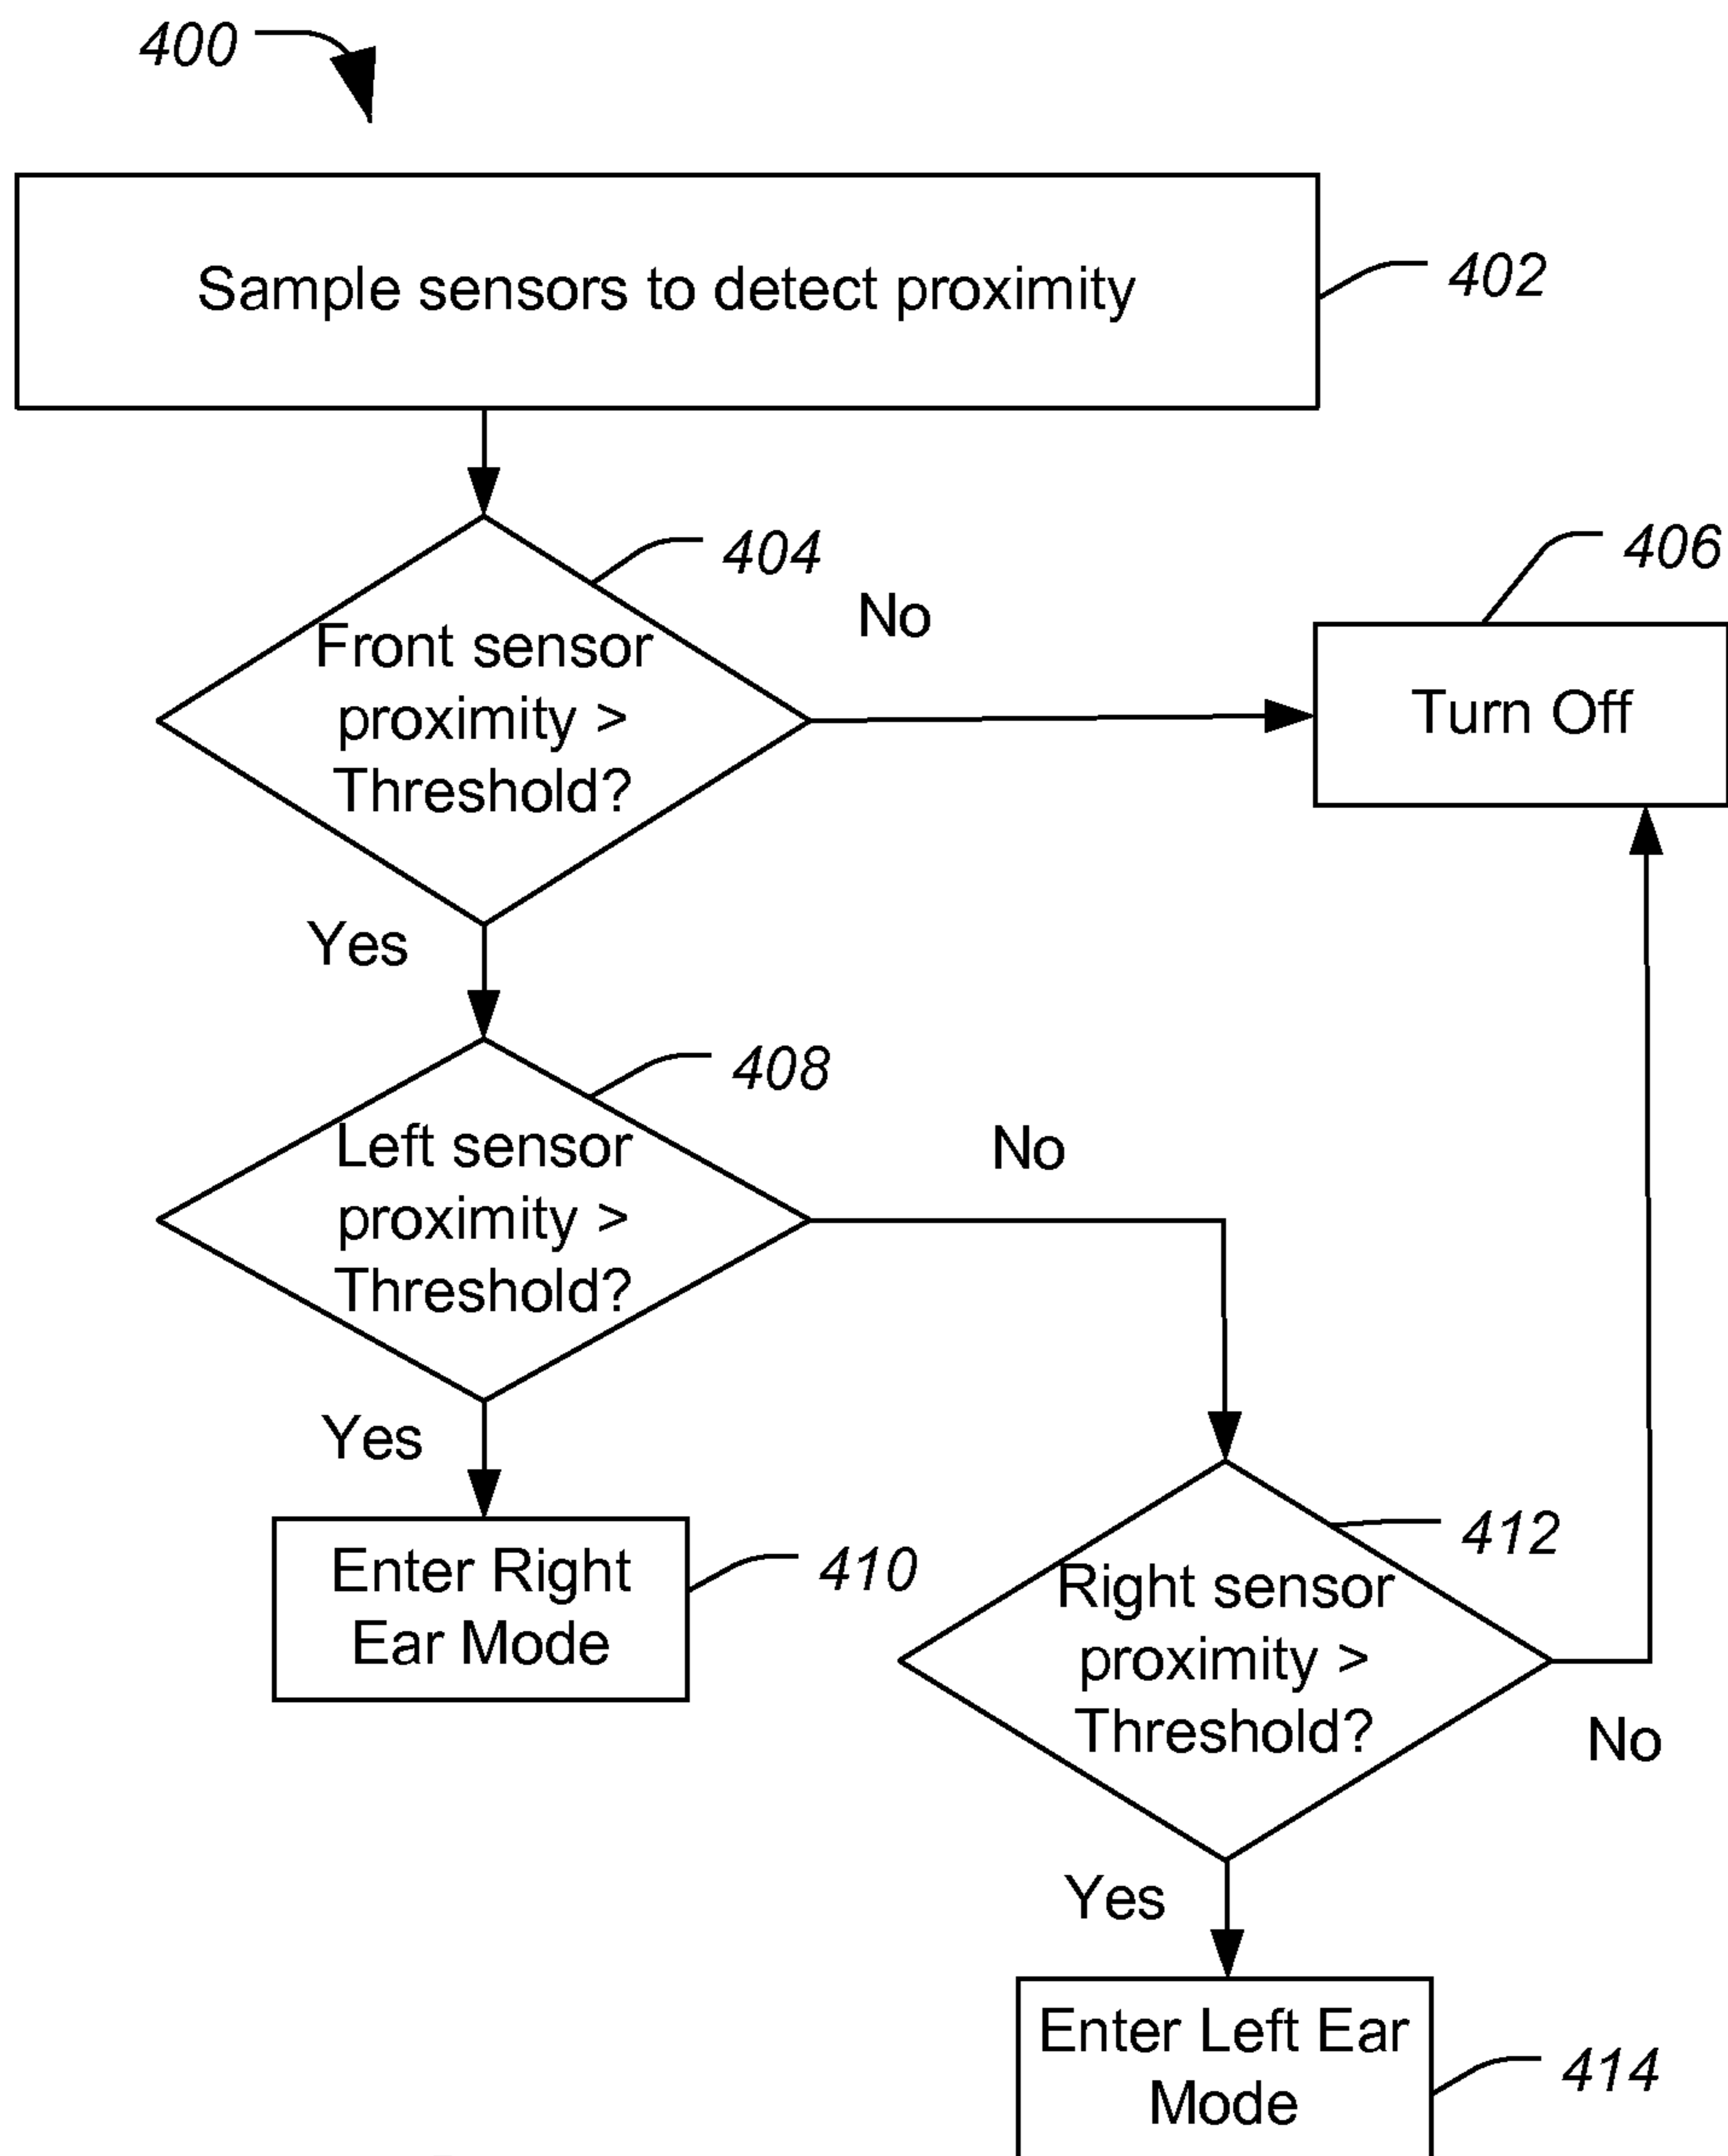 400
Sample sensors to detect proximity
402
404
No
406
Front sensor
proximity >
Threshold?
Turn Off
Yes
408
No
Left sensor
proximity >
Threshold?
Yes
Enter Right
Ear Mode
410
412
Right sensor
proximity >
Threshold?
No
Yes
Enter Left Ear
Mode
414